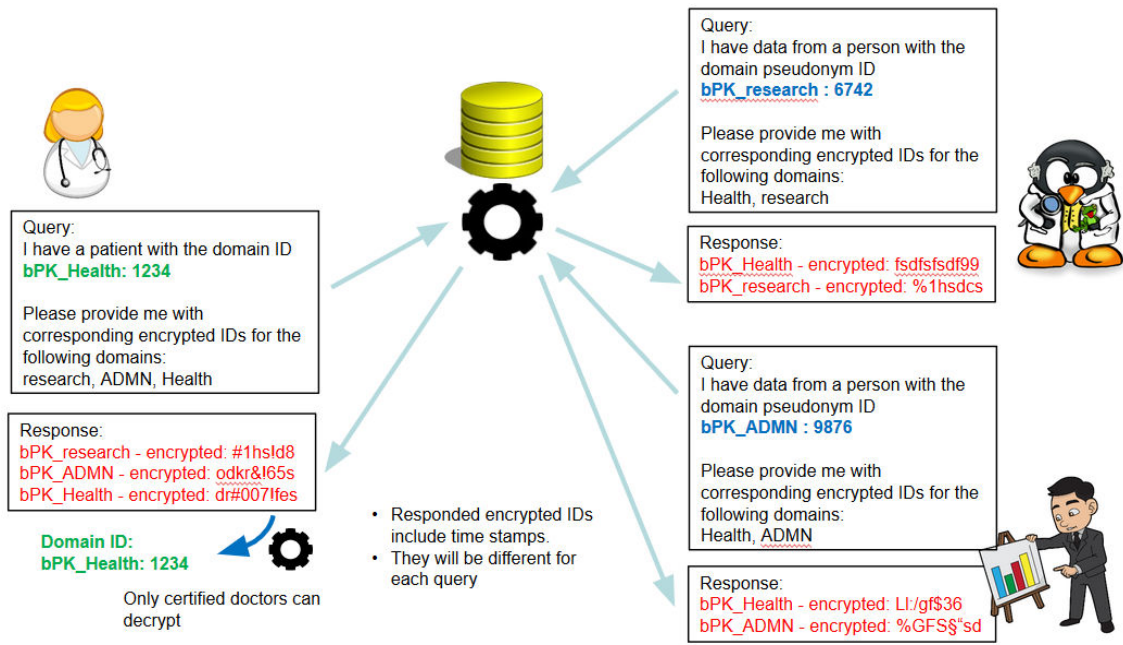 Query:
I have a patient with the domain ID
bPK_Health: 1234
Please provide me with
corresponding encrypted IDs for the
following domains:
research, ADMN, Health
Response:
bPK_research - encrypted: #1hs!d8
bPK_ADMN - encrypted: odkr&!65s
bPK_Health - encrypted: dr#007!fes
Domain ID:
bPK_Health: 1234
Only certified doctors can
decrypt
• Responded encrypted IDs
include time stamps.
• They will be different for
each query
Query:
I have data from a person with the
domain pseudonym ID
bPK_research : 6742
Please provide me with
corresponding encrypted IDs for the
following domains:
Health, research
Response:
bPK_Health - encrypted: fsdfsfsdf99
bPK_research - encrypted: %1hsdcs
Query:
I have data from a person with the
domain pseudonym ID
bPK_ADMN : 9876
Please provide me with
corresponding encrypted IDs for the
following domains:
Health, ADMN
Response:
bPK_Health - encrypted: LI:/gf$36
bPK_ADMN - encrypted: %GFS§“sd